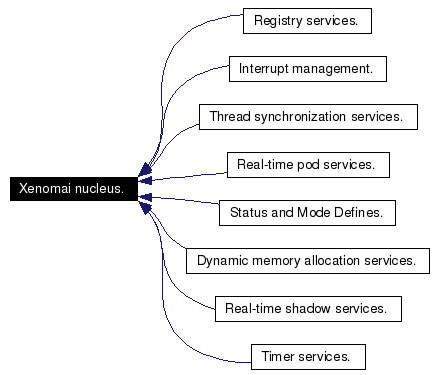 Registry services.
Interrupt management.
Thread synchronization services.
Real-time pod services.
Xenomai nucleus.
Status and Mode Defines.
Dynamic memory allocation services.
Real-time shadow services.
Timer services.